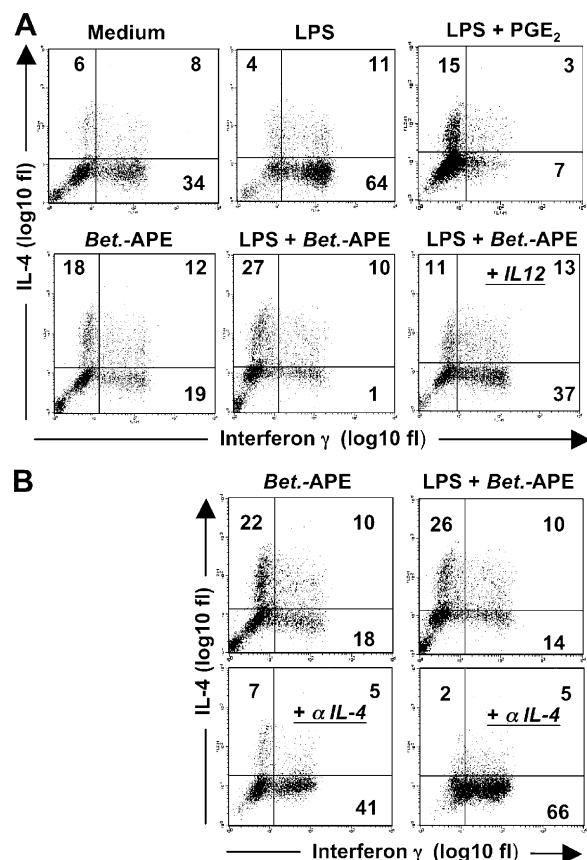 A
Medium
LPS
LPS + PGE2
6 8
34
4 11
64
15 3
7
Bet.-APE
LPS + Bet.-APE
LPS + Bet.-APE
18 12
19
27 10
1
11 13
+ IL12
37
IL-4 (log10 fl)
Interferon γ (log10 fl)
B
Bet.-APE
LPS + Bet.-APE
22 10
18
26 10
14
7 5
+ α IL-4
41
2 5
+ α IL-4
66
IL-4 (log10 fl)
Interferon γ (log10 fl)